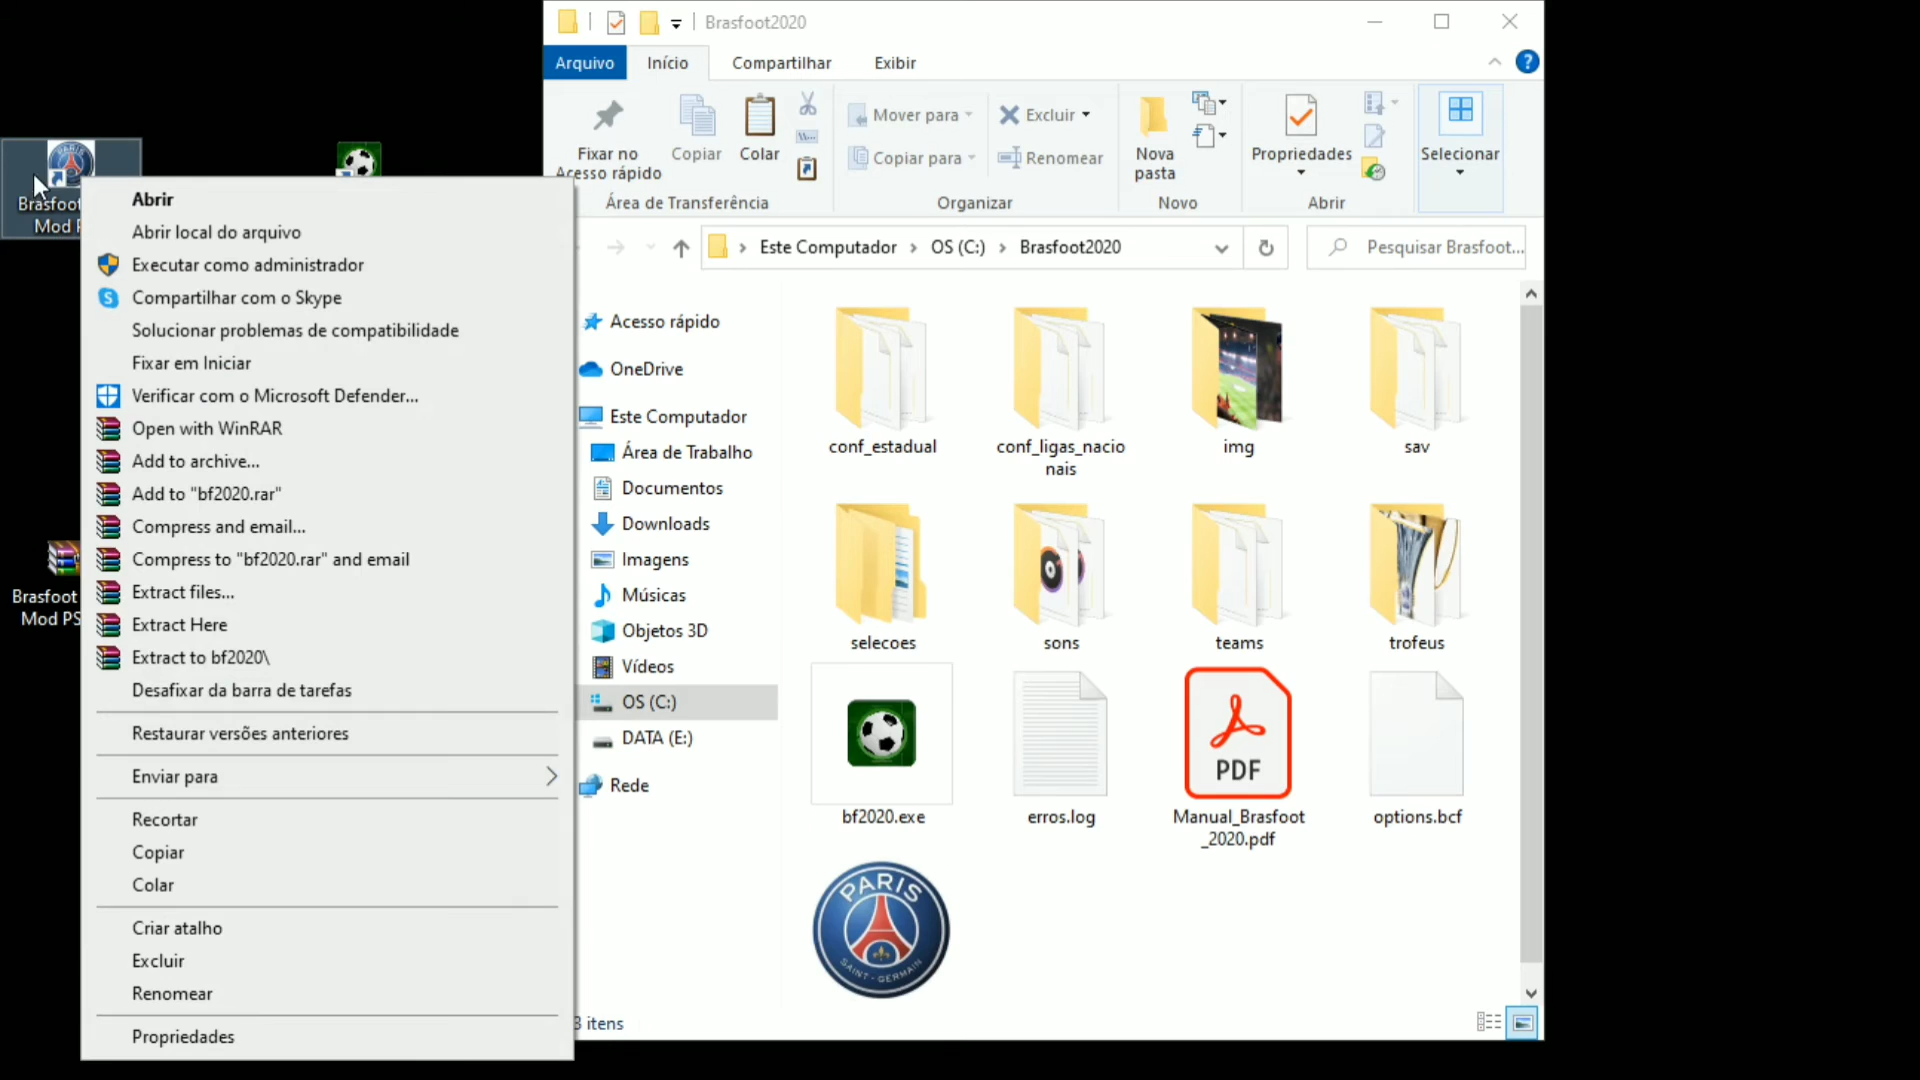 Brasfoot2020
Arquivo
Início
Compartilhar
Exibir
Fixar no
Acesso rápido
Copiar
Colar
Mover para
Copiar para
Excluir
Renomear
Nova
pasta
Propriedades
Selecionar
Área de Transferência
Organizar
Novo
Abrir
Este Computador
OS (C:)
Brasfoot2020
Pesquisar Brasfoot...
Brasfoot
Mod
Brasfoot
Mod PS
Abrir
Abrir local do arquivo
Executar como administrador
Compartilhar com o Skype
Solucionar problemas de compatibilidade
Fixar em Iniciar
Verificar com o Microsoft Defender...
Open with WinRAR
Add to archive...
Add to "bf2020.rar"
Compress and email...
Compress to "bf2020.rar" and email
Extract files...
Extract Here
Extract to bf2020\
Desafixar da barra de tarefas
Restaurar versões anteriores
Enviar para
Recortar
Copiar
Colar
Criar atalho
Excluir
Renomear
Propriedades
Acesso rápido
OneDrive
Este Computador
Área de Trabalho
Documentos
Downloads
Imagens
Músicas
Objetos 3D
Vídeos
OS (C:)
DATA (E:)
Rede
conf_estadual
conf_ligas_nacio
nais
img
sav
selecoes
sons
teams
trofeus
bf2020.exe
erros.log
PDF
Manual_Brasfoot
_2020.pdf
options.bcf
PARIS
SAINT-GERMAIN
3 itens